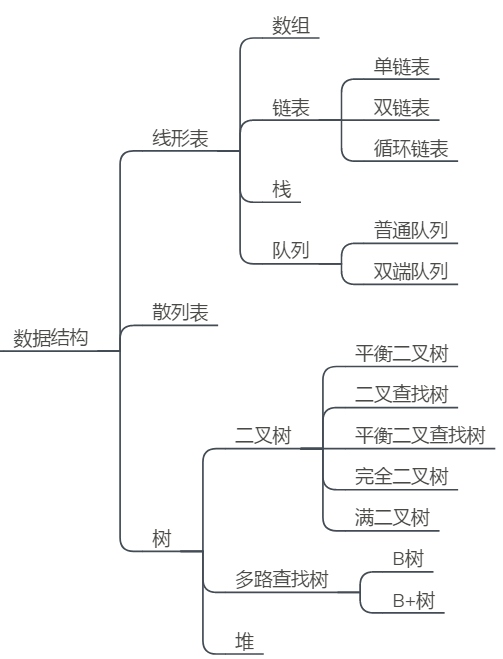 数据结构
线形表
数组
链表
单链表
双链表
循环链表
栈
队列
普通队列
双端队列
散列表
树
二叉树
平衡二叉树
二叉查找树
平衡二叉查找树
完全二叉树
满二叉树
多路查找树
B树
B+树
堆